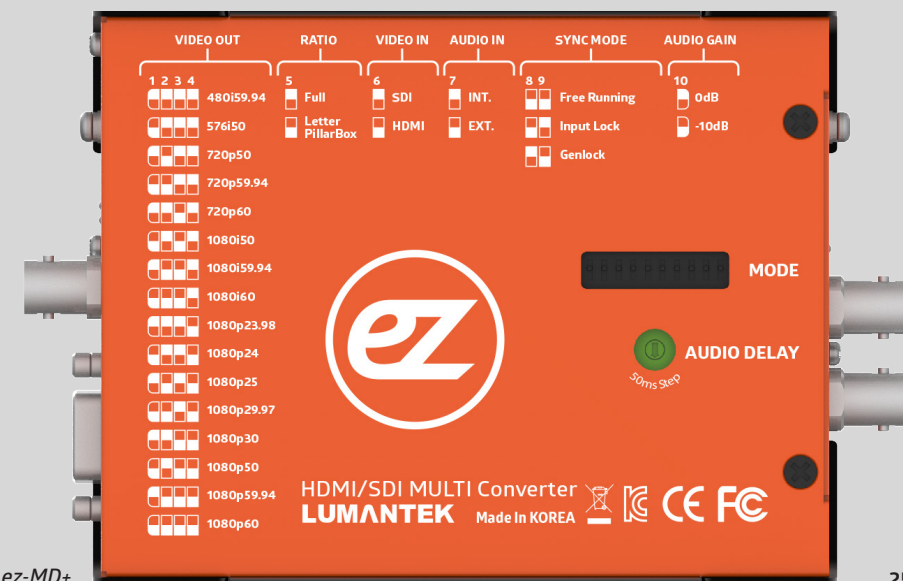 VIDEO OUT RATIO VIDEO IN AUDIO IN SYNC MODE AUDIO GAIN
1 2 3 4 5 6 7 8 9 10
480i59.94 Full SDI INT. Free Running 0dB
576i50 Letter PillarBox HDMI EXT. Input Lock -10dB
720p50 Genlock
720p59.94
720p60
1080i50
1080i59.94
MODE
1080i60
1080p23.98
1080p24
AUDIO DELAY
50ms Step
1080p25
1080p29.97
1080p30
1080p50
1080p59.94
1080p60
ez
HDMI/SDI MULTI Converter
LUMANTEK Made In KOREA CE FC
ez-MD+